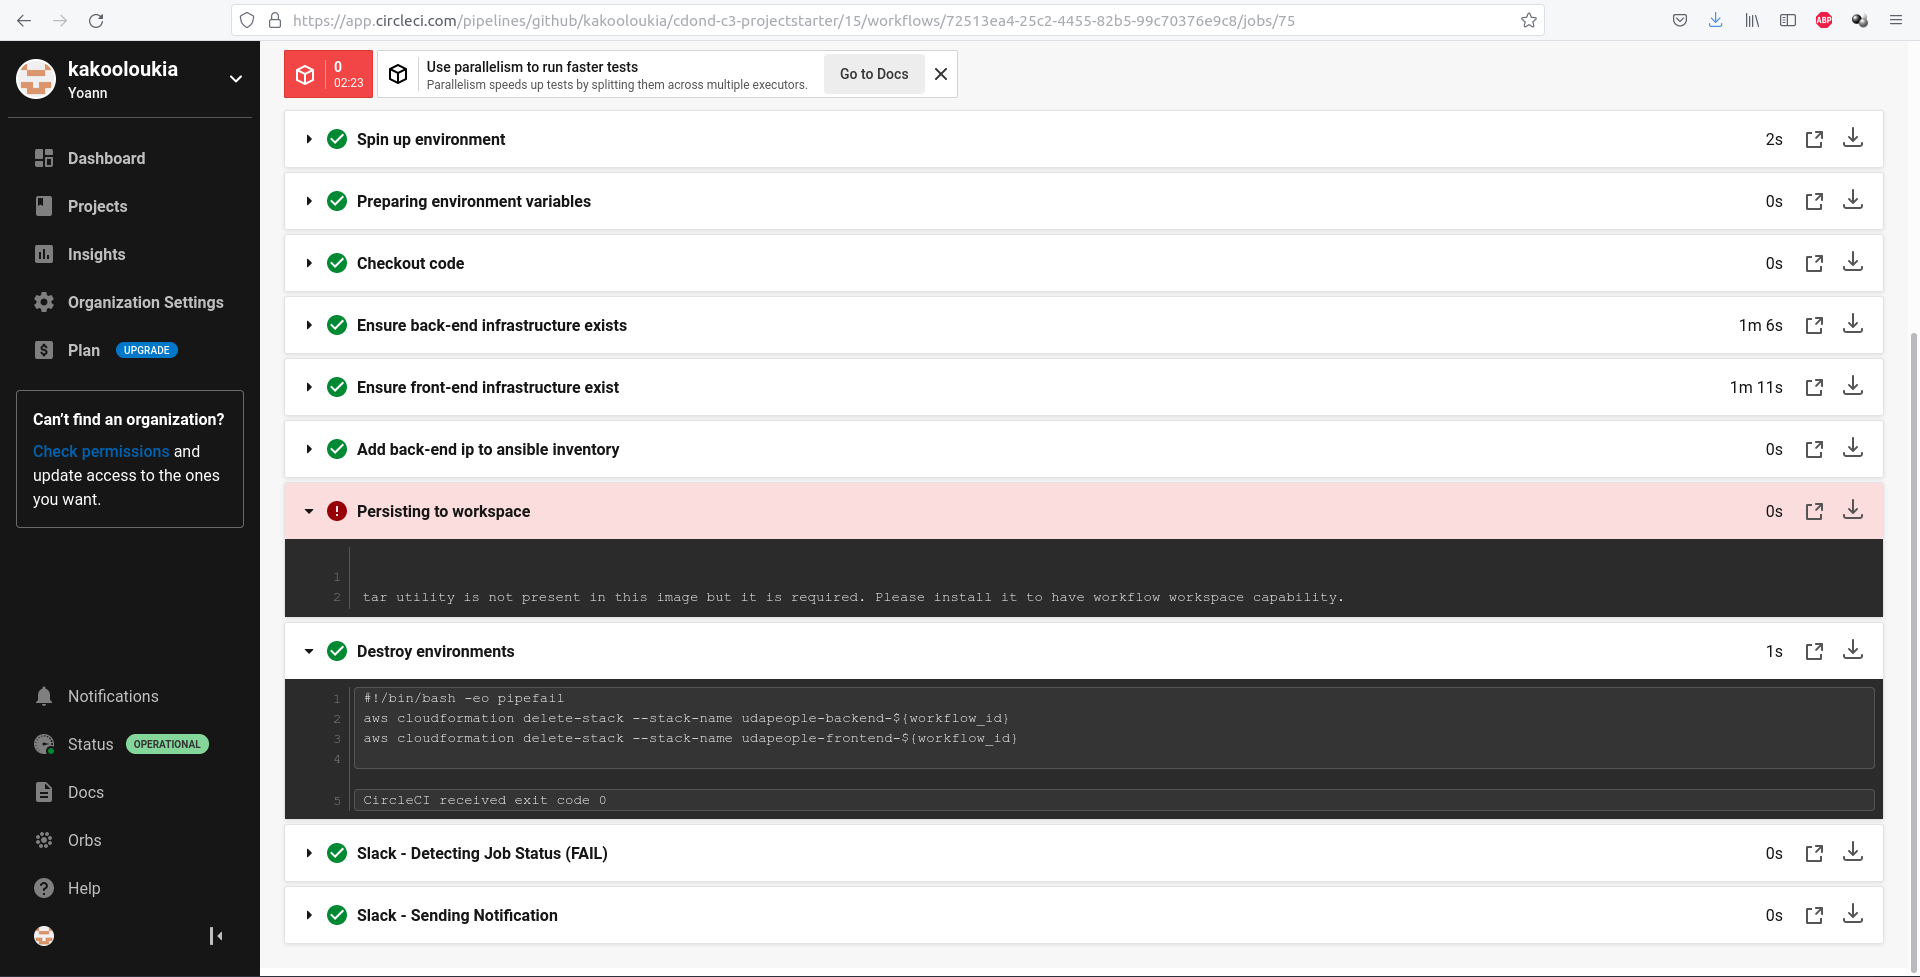 https://app.circleci.com/pipelines/github/kakooloukia/cdond-c3-projectstarter/15/workflows/72513ea4-25c2-4455-82b5-99c70376e9c8/jobs/75
ABP
kakooloukia
Yoann
Dashboard
Projects
Insights
Organization Settings
Plan UPGRADE
Can't find an organization?
Check permissions and
update access to the ones
you want.
Notifications
Status OPERATIONAL
Docs
Orbs
Help
0
02:23
Use parallelism to run faster tests
Parallelism speeds up tests by splitting them across multiple executors.
Go to Docs
Spin up environment 2s
Preparing environment variables 0s
Checkout code 0s
Ensure back-end infrastructure exists 1m 6s
Ensure front-end infrastructure exist 1m 11s
Add back-end ip to ansible inventory 0s
Persisting to workspace 0s
1
2 tar utility is not present in this image but it is required. Please install it to have workflow workspace capability.
Destroy environments 1s
1 #!/bin/bash -eo pipefail
2 aws cloudformation delete-stack --stack-name udapeople-backend-${workflow_id}
3 aws cloudformation delete-stack --stack-name udapeople-frontend-${workflow_id}
4
5 CircleCI received exit code 0
Slack - Detecting Job Status (FAIL) 0s
Slack - Sending Notification 0s